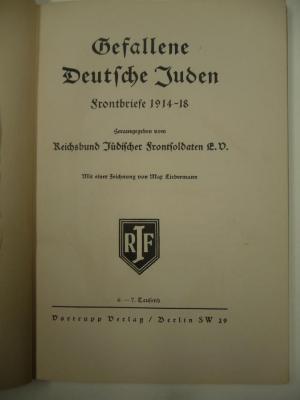 Gefallene
Deutsche Juden
Frontbriefe 1914-18
Herausgegeben vom
Reichsbund Jüdischer Frontsoldaten E.V.
Mit einer Zeichnung von Max Liebermann
RJF
6.-7. Tausend
Vortrupp Verlag / Berlin SW 19